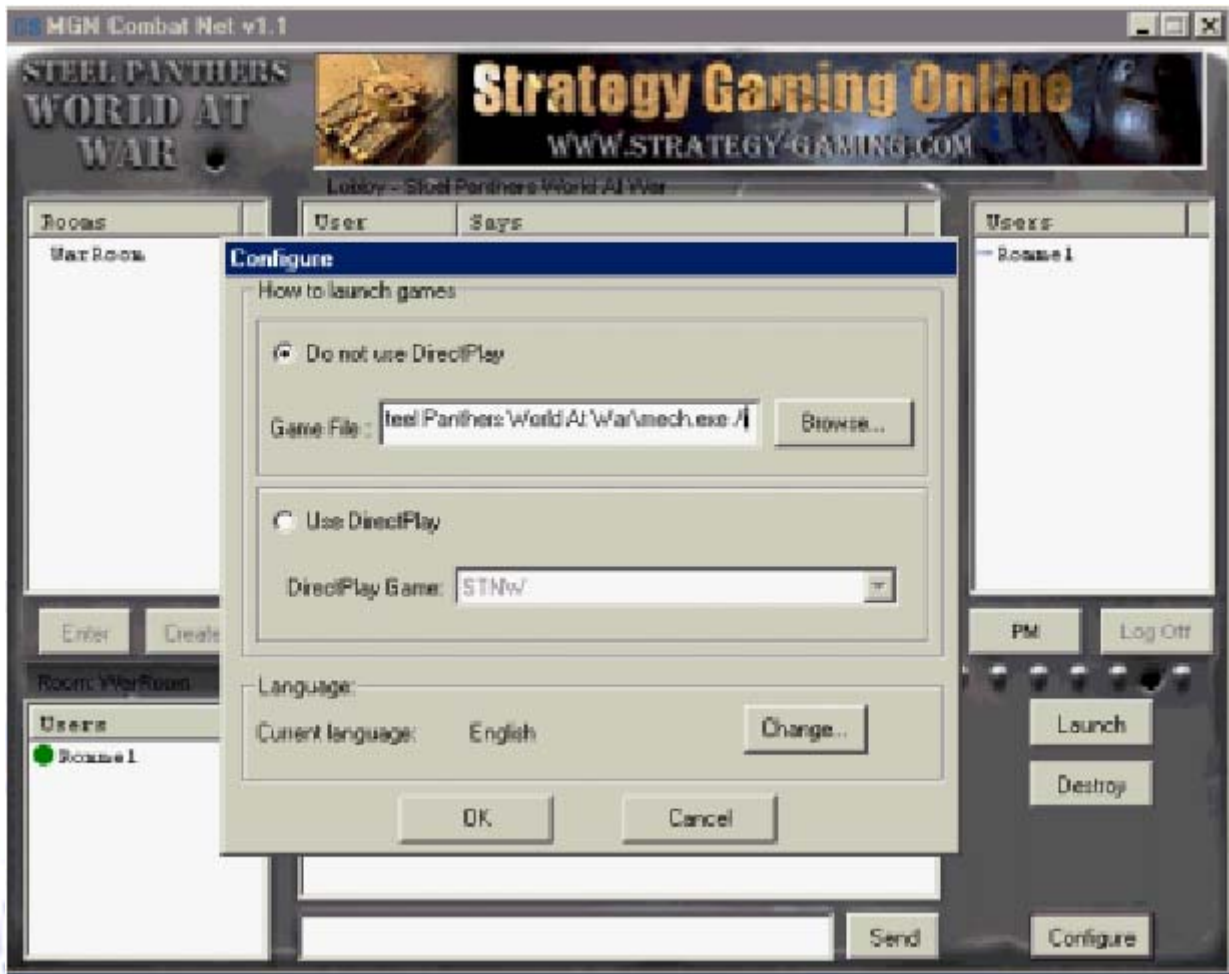 MGN Combat Net v1.1
STEEL PANTHERS
WORLD AT
WAR
Strategy Gaming Online
WWW.STRATEGY-GAMING.COM
Lobby - Steel Panthers World At War
Rooms
User
Says
Users
WarRoom
Rommel
Configure
How to launch games
Do not use DirectPlay
Game File :
teel Panthers World At War\mech.exe /i
Browse...
Use DirectPlay
DirectPlay Game:
STNW
Enter
Create
PM
Log Off
Room: WarRoom
Language:
Current language:
English
Change...
Users
Rommel
OK
Cancel
Launch
Destroy
Send
Configure